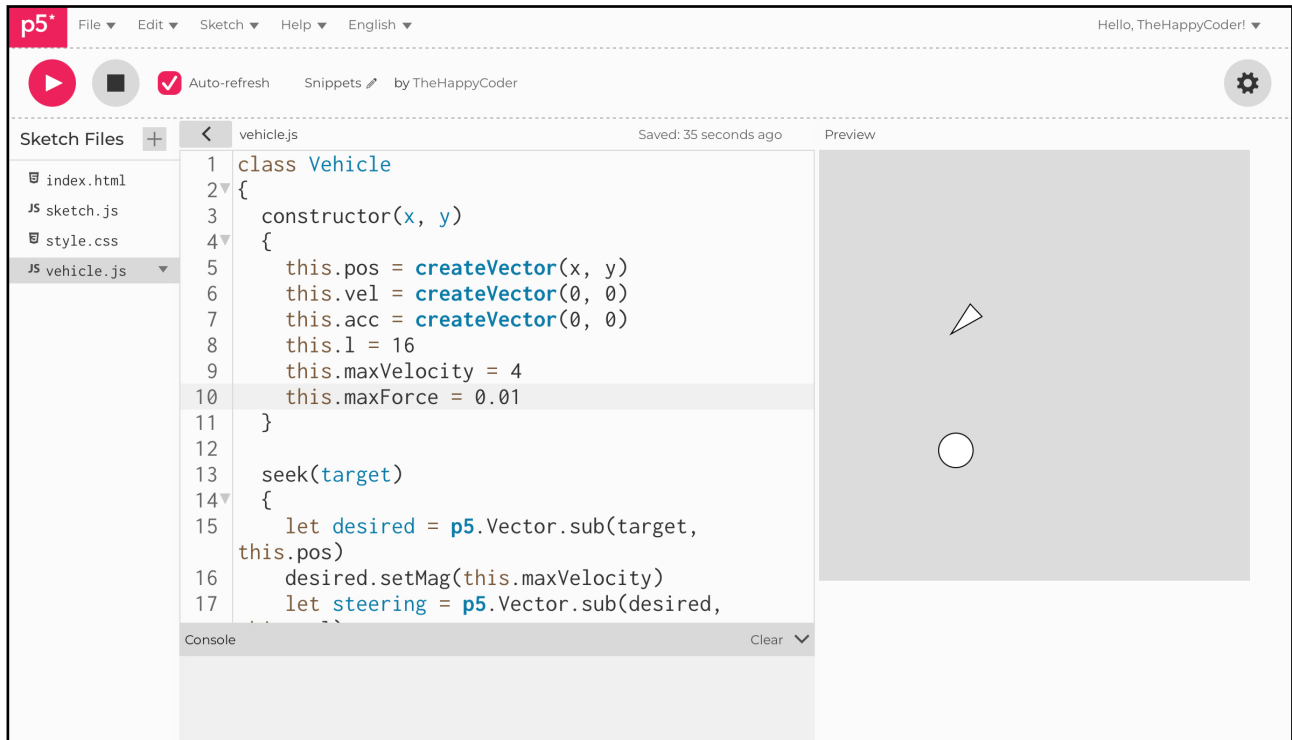 p5*
File Edit Sketch Help English
Hello, TheHappyCoder!
Auto-refresh Snippets by TheHappyCoder
Sketch Files +
index.html
JS sketch.js
style.css
JS vehicle.js
vehicle.js Saved: 35 seconds ago
Preview
1 class Vehicle
2 {
3 constructor(x, y)
4 {
5 this.pos = createVector(x, y)
6 this.vel = createVector(0, 0)
7 this.acc = createVector(0, 0)
8 this.l = 16
9 this.maxVelocity = 4
10 this.maxForce = 0.01
11 }
12
13 seek(target)
14 {
15 let desired = p5.Vector.sub(target,
this.pos)
16 desired.setMag(this.maxVelocity)
17 let steering = p5.Vector.sub(desired,
Console Clear